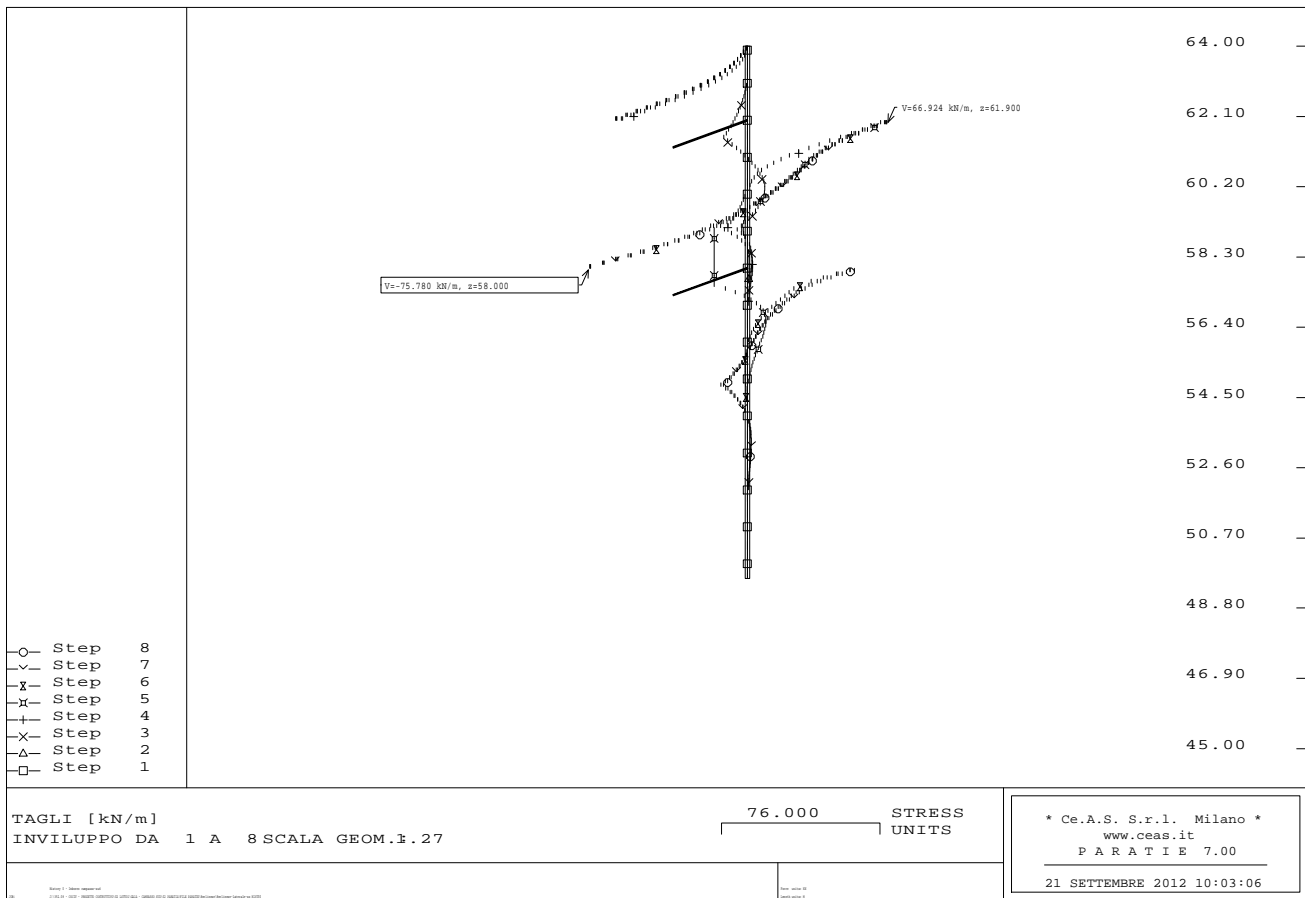 64.00
V=66.924 kN/m, z=61.900
62.10
60.20
58.30
V=-75.780 kN/m, z=58.000
56.40
54.50
52.60
50.70
48.80
Step 8
Step 7
Step 6
Step 5
Step 4
Step 3
Step 2
Step 1
46.90
45.00
TAGLI [kN/m]
INVILUPPO DA 1 A 8 SCALA GEOM.1:.27
76.000 STRESS
UNITS
* Ce.A.S. S.r.l. Milano *
www.ceas.it
P A R A T I E 7.00
21 SETTEMBRE 2012 10:03:06